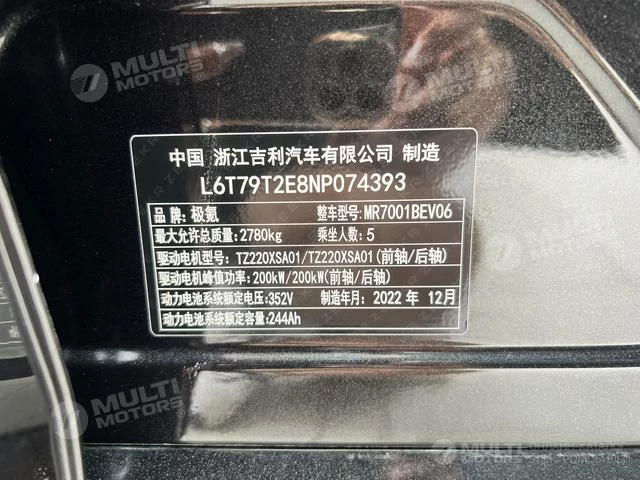 MULTI
MOTORS
MULTI
MOTORS
中国 浙江吉利汽车有限公司 制造
L6T79T2E8NP074393
品牌:极氪 整车型号:MR7001BEV06
最大允许总质量:2780kg 乘坐人数:5
驱动电机型号: TZ220XSA01/TZ220XSA01(前轴/后轴)
驱动电机峰值功率:200kW/200kW(前轴/后轴)
动力电池系统额定电压:352V 制造年月: 2022 年 12月
动力电池系统额定容量:244Ah
MULTI
MOTORS
MULTI
MOTORS